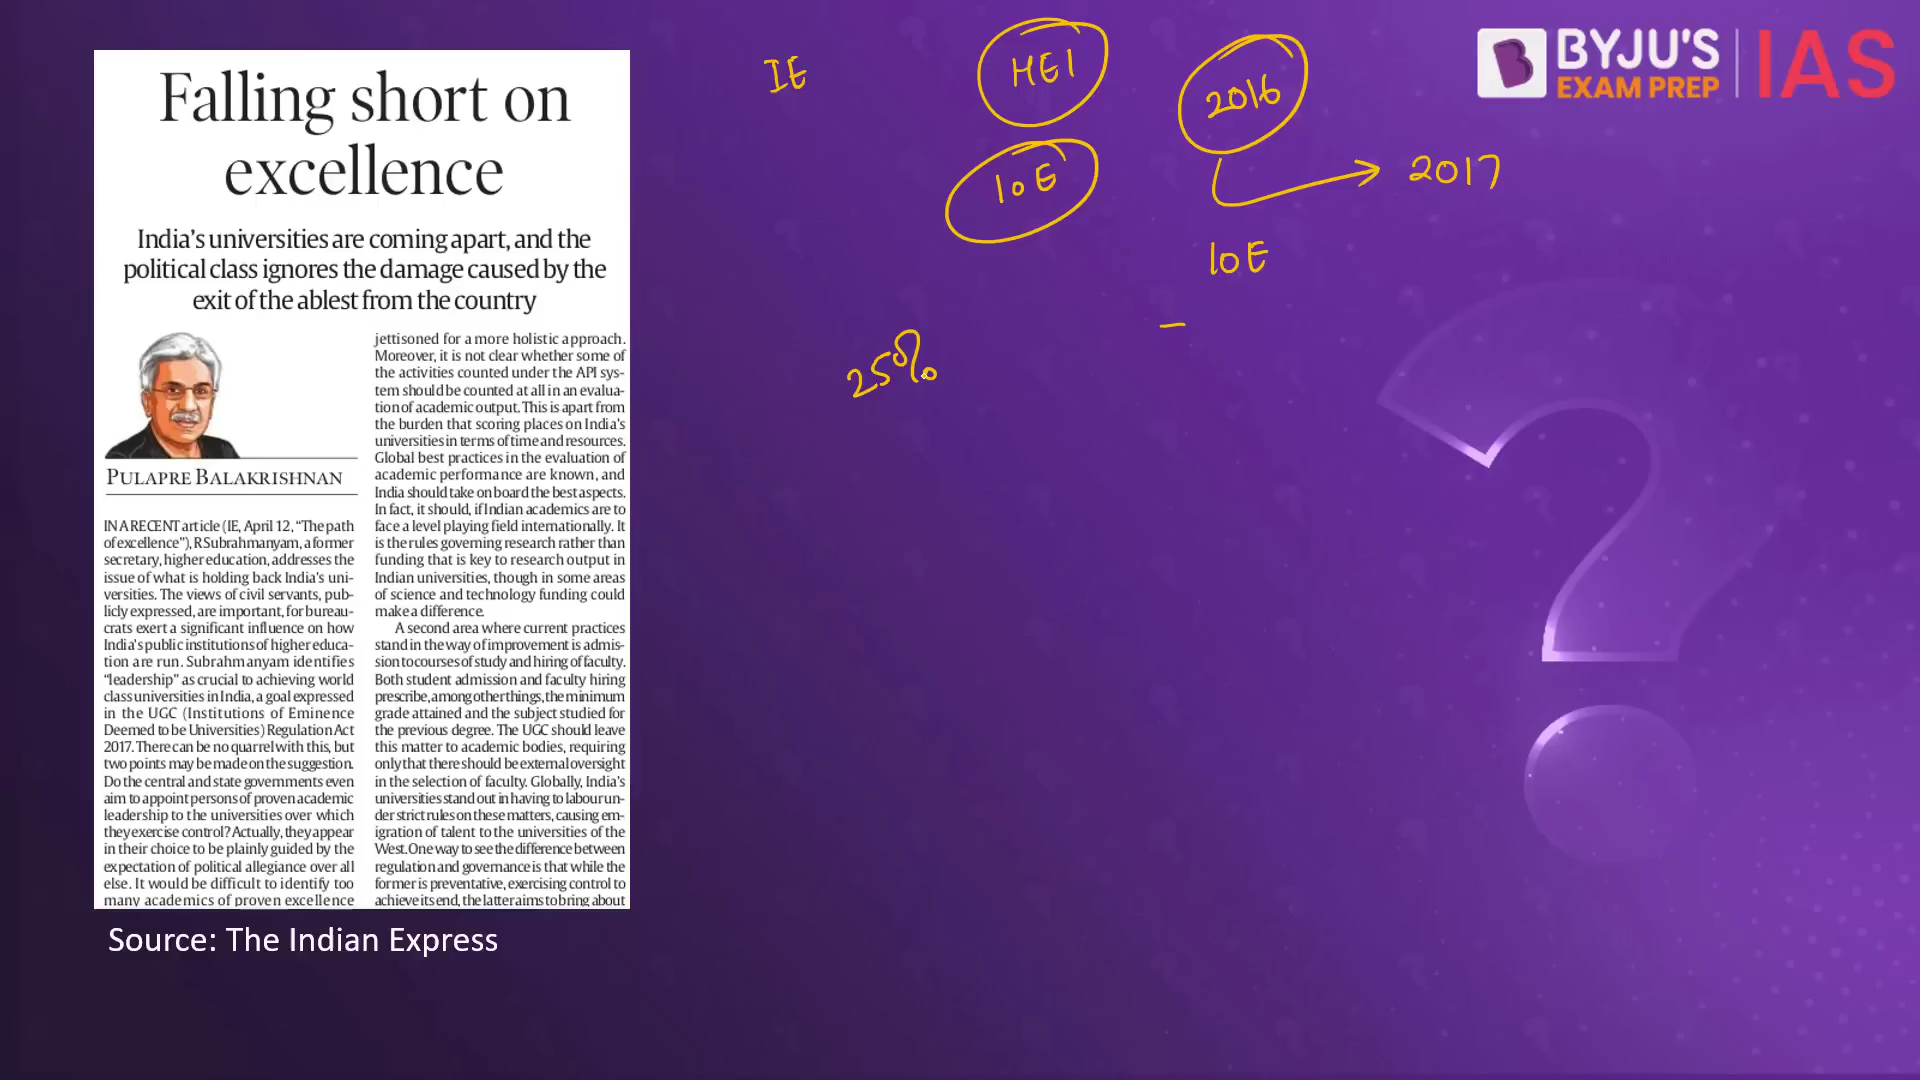 Falling short on
excellence
India's universities are coming apart, and the
political class ignores the damage caused by the
exit of the ablest from the country
PULAPRE BALAKRISHNAN
IN A RECENT article (IE, April 12, “The path
of excellence”), R Subrahmanyam, a former
secretary, higher education, addresses the
issue of what is holding back India's uni-
versities. The views of civil servants, pub-
licly expressed, are important, for bureau-
crats exert a significant influence on how
India's public institutions of higher educa-
tion are run. Subrahmanyam identifies
“leadership” as crucial to achieving world
class universities in India, a goal expressed
in the UGC (Institutions of Eminence
Deemed to be Universities) Regulation Act
2017. There can be no quarrel with this, but
two points may be made on the suggestion.
Do the central and state governments even
aim to appoint persons of proven academic
leadership to the universities over which
they exercise control? Actually, they appear
in their choice to be plainly guided by the
expectation of political allegiance over all
else. It would be difficult to identify too
many academics of proven excellence
jettisoned for a more holistic approach.
Moreover, it is not clear whether some of
the activities counted under the API sys-
tem should be counted at all in an evalua-
tion of academic output. This is apart from
the burden that scoring places on India's
universities in terms of time and resources.
Global best practices in the evaluation of
academic performance are known, and
India should take on board the best aspects.
In fact, it should, if Indian academics are to
face a level playing field internationally. It
is the rules governing research rather than
funding that is key to research output in
Indian universities, though in some areas
of science and technology funding could
make a difference.
A second area where current practices
stand in the way of improvement is admis-
sion to courses of study and hiring of faculty.
Both student admission and faculty hiring
prescribe, among other things, the minimum
grade attained and the subject studied for
the previous degree. The UGC should leave
this matter to academic bodies, requiring
only that there should be external oversight
in the selection of faculty. Globally, India's
universities stand out in having to labour un-
der strict rules on these matters, causing em-
igration of talent to the universities of the
West. One way to see the difference between
regulation and governance is that while the
former is preventative, exercising control to
achieve its end, the latter aims to bring about
Source: The Indian Express
IE
HEI
2016
IoE
2017
IoE
25%
BYJU'S
EXAM PREP
IAS